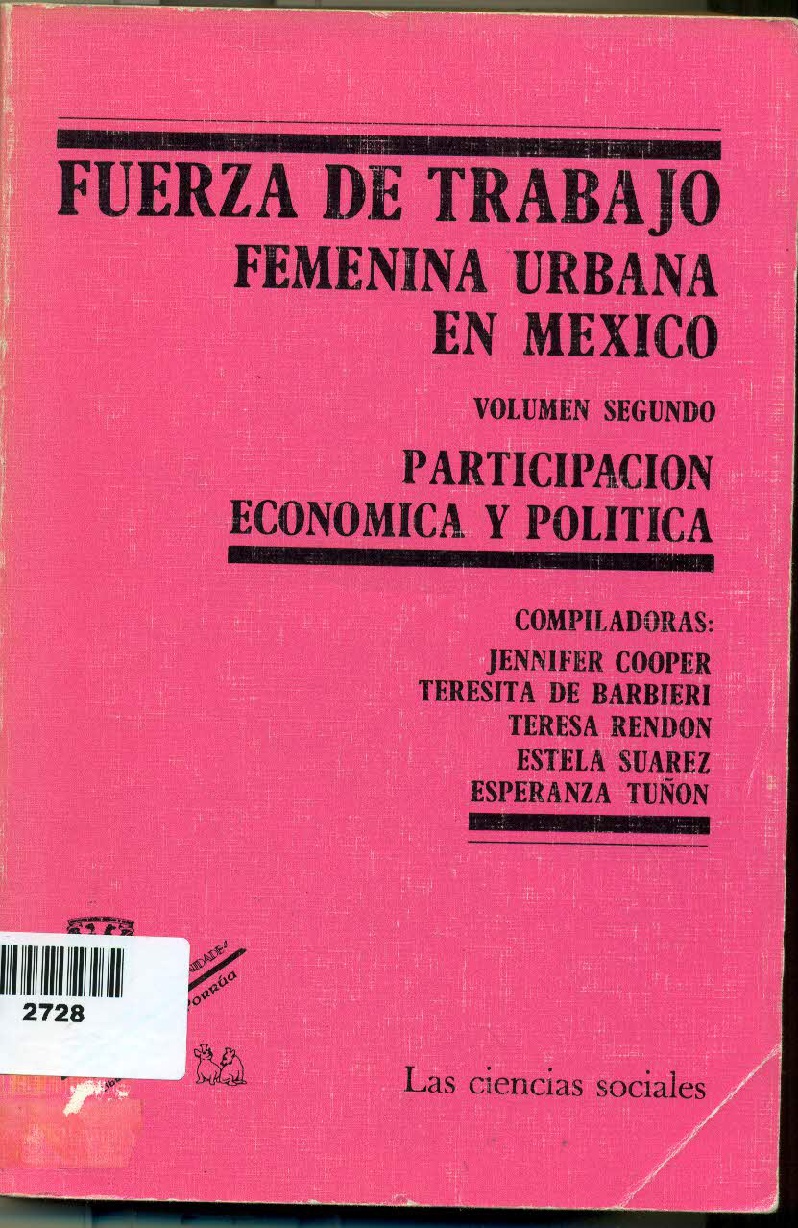 FUERZA DE TRABAJO
FEMENINA URBANA
EN MEXICO
VOLUMEN SEGUNDO
PARTICIPACION
ECONOMICA Y POLITICA
COMPILADORAS:
JENNIFER COOPER
TERESITA DE BARBIERI
TERESA RENDON
ESTELA SUAREZ
ESPERANZA TUÑON
2728
Las ciencias sociales